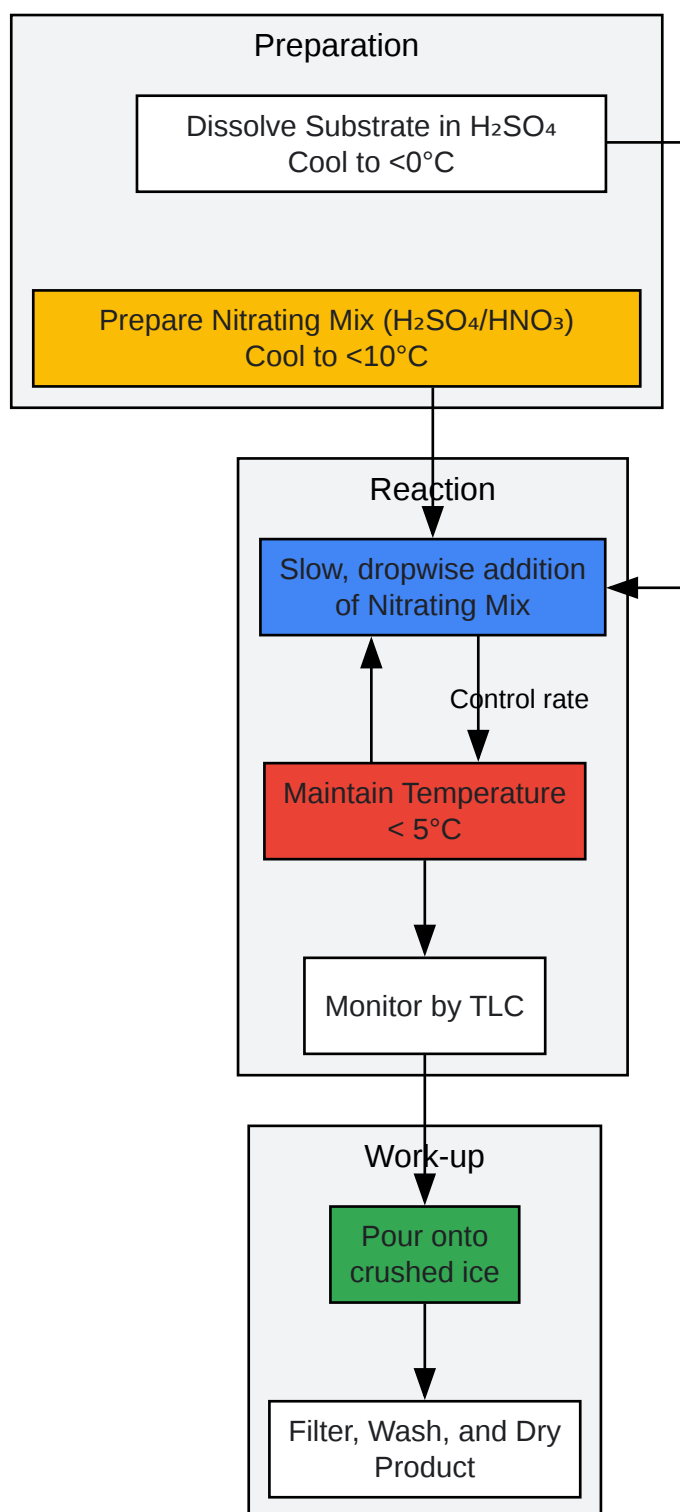 Preparation
Dissolve Substrate in H₂SO₄
Cool to <0°C
Prepare Nitrating Mix (H₂SO₄/HNO₃)
Cool to <10°C
Reaction
Slow, dropwise addition
of Nitrating Mix
Control rate
Maintain Temperature
< 5°C
Monitor by TLC
Work-up
Pour onto
crushed ice
Filter, Wash, and Dry
Product